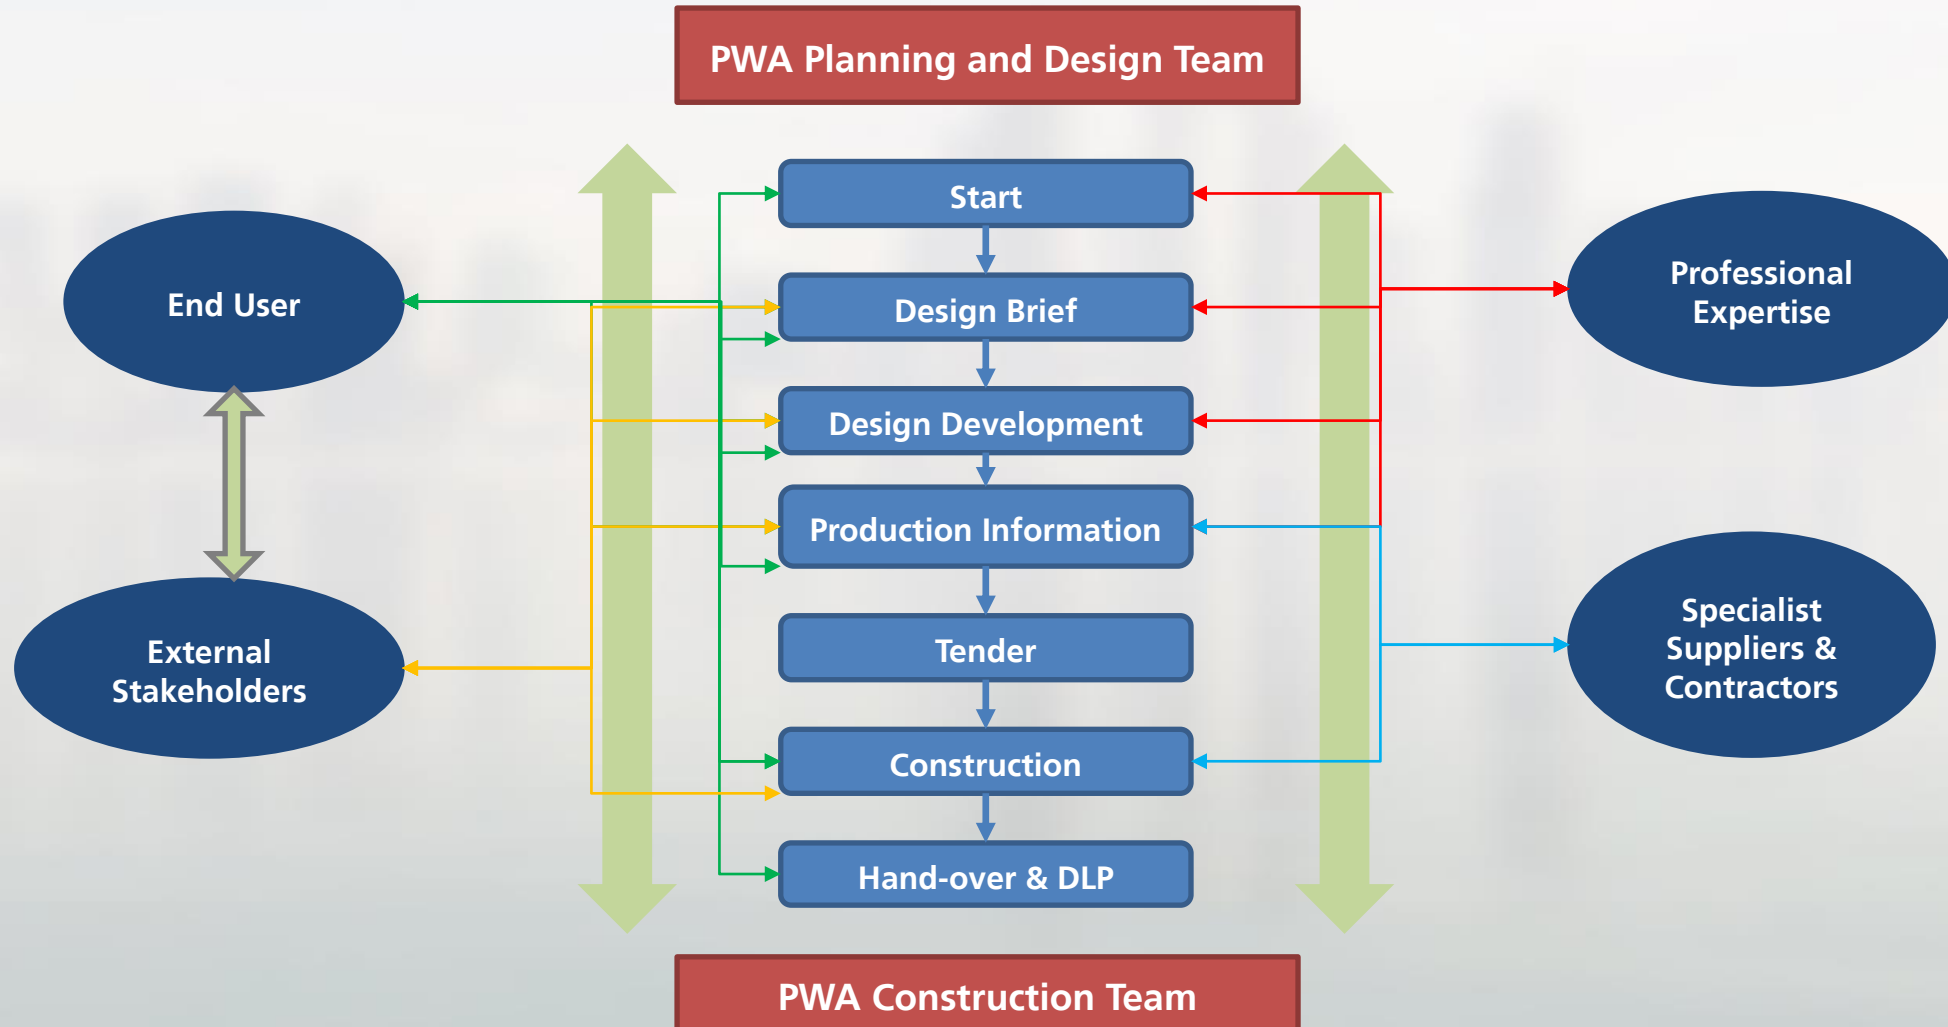 PWA Planning and Design Team
Start
Design Brief
Design Development
Production Information
Tender
Construction
Hand-over & DLP
End User
External
Stakeholders
Professional
Expertise
Specialist
Suppliers &
Contractors
PWA Construction Team